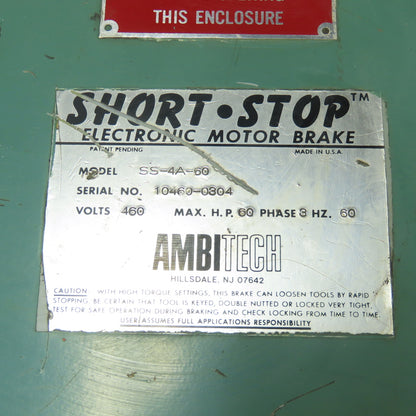 THIS ENCLOSURE
SHORT•STOP™
ELECTRONIC MOTOR BRAKE
PATENT PENDING MADE IN U.S.A.
MODEL SS-4A-60
SERIAL NO. 10460-0304
VOLTS 460 MAX. H.P. 60 PHASE 3 HZ. 60
AMBITECH
HILLSDALE, NJ 07642
CAUTION: WITH HIGH TORQUE SETTINGS, THIS BRAKE CAN LOOSEN TOOLS BY RAPID
STOPPING. BE CERTAIN THAT TOOL IS KEYED, DOUBLE NUTTED OR LOCKED VERY TIGHT.
TEST FOR SAFE OPERATION DURING BRAKING AND CHECK LOCKING FROM TIME TO TIME.
USER/ASSUMES FULL APPLICATIONS RESPONSIBILITY